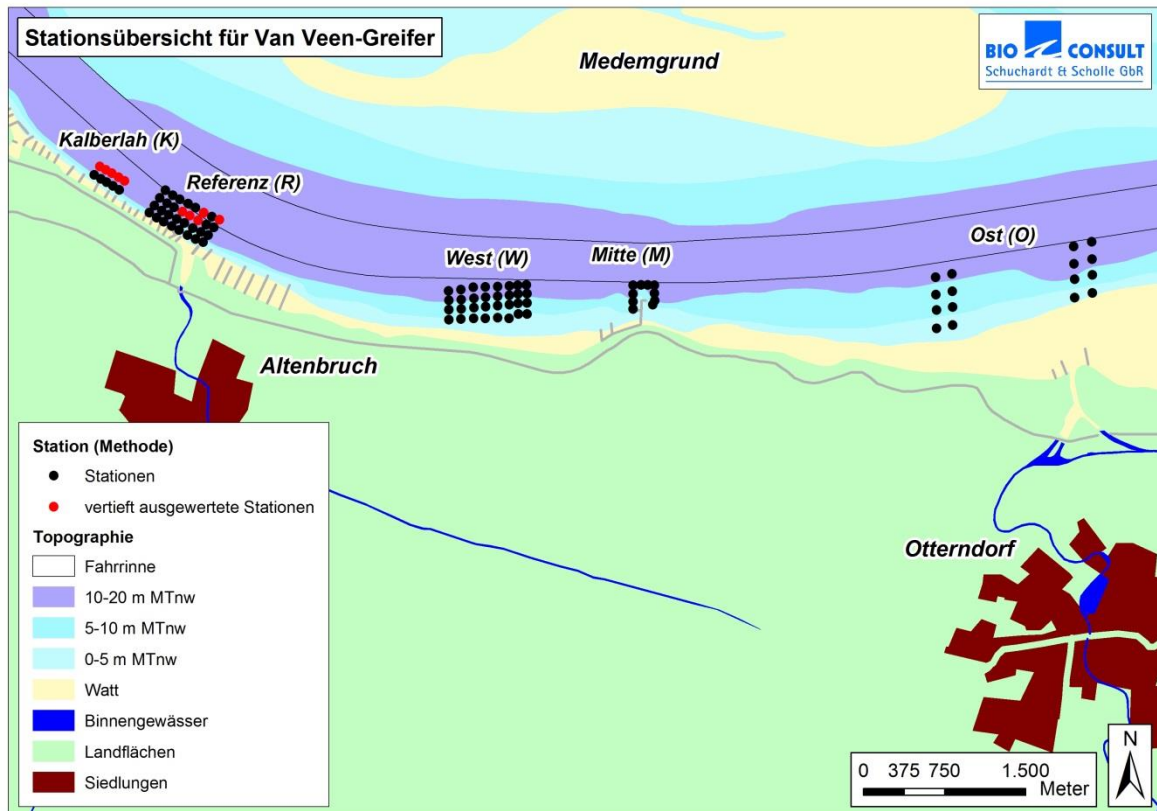 Stationsübersicht für Van Veen-Greifer
BIO CONSULT
Schuchardt & Scholle GbR
Medemgrund
Kalberlah (K)
Referenz (R)
West (W)
Mitte (M)
Ost (O)
Altenbruch
Otterndorf
Station (Methode)
Stationen
vertieft ausgewertete Stationen
Topographie
Fahrrinne
10-20 m MTnw
5-10 m MTnw
0-5 m MTnw
Watt
Binnengewässer
Landflächen
Siedlungen
0 375 750 1.500
Meter
N